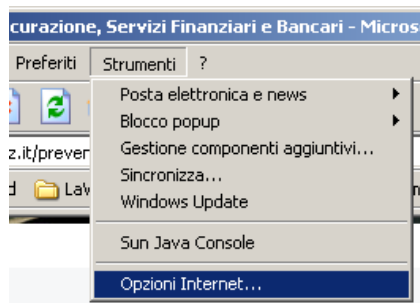 curazione, Servizi Finanziari e Bancari - Micros
Preferiti Strumenti ?
Posta elettronica e news
Blocco popup
z.it/preven Gestione componenti aggiuntivi...
Sincronizza...
Windows Update
Sun Java Console
Opzioni Internet...